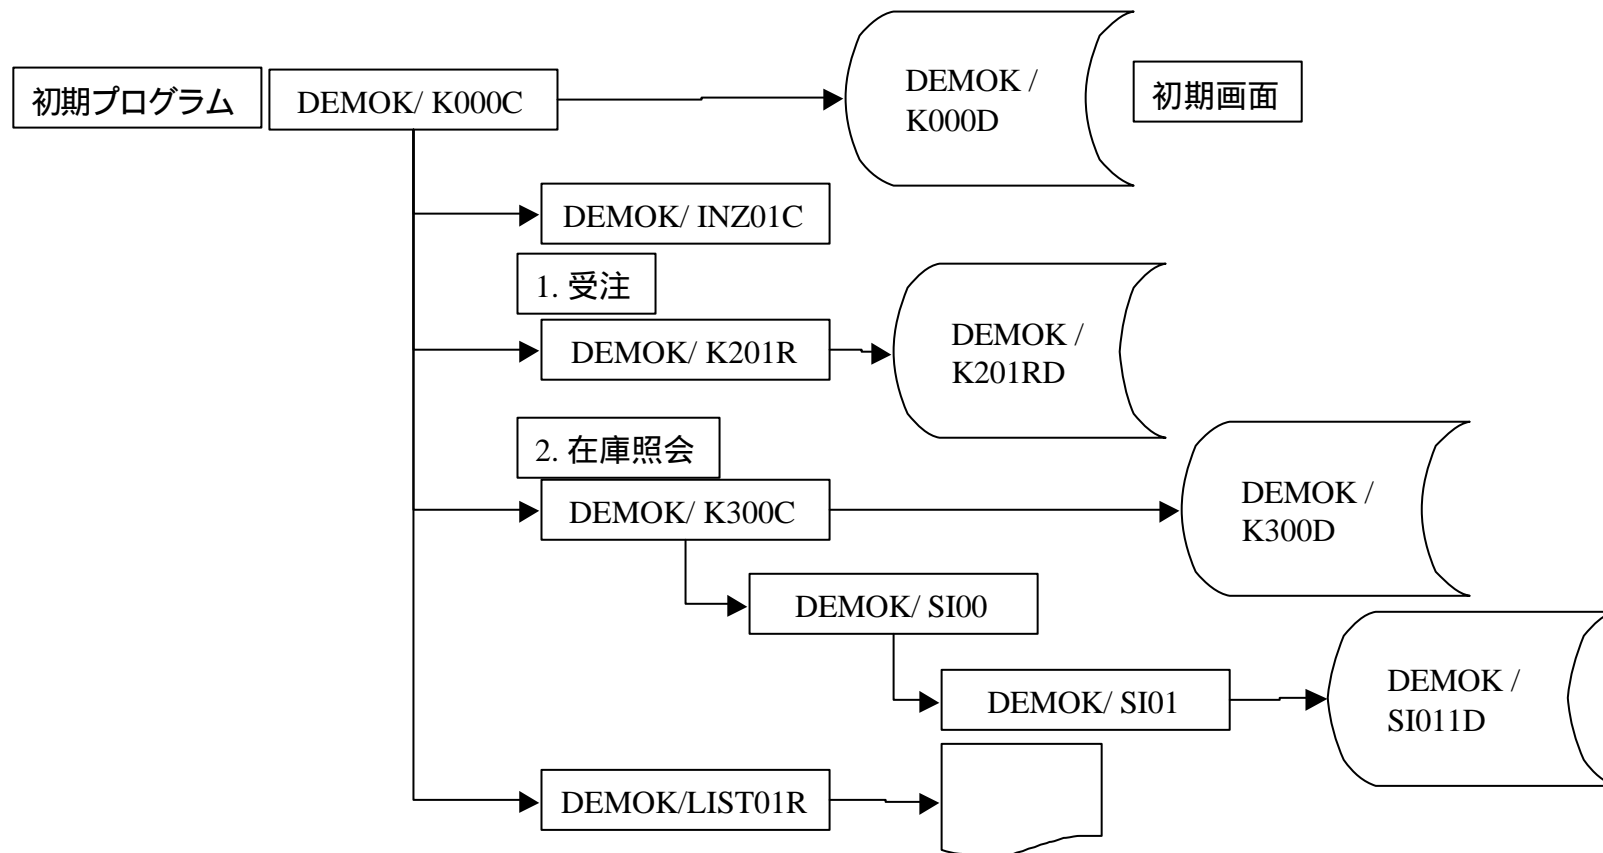 初期プログラム
DEMOK/ K000C
DEMOK /
K000D
初期画面
DEMOK/ INZ01C
1. 受注
DEMOK/ K201R
DEMOK /
K201RD
2. 在庫照会
DEMOK/ K300C
DEMOK /
K300D
DEMOK/ SI00
DEMOK/ SI01
DEMOK /
SI011D
DEMOK/LIST01R